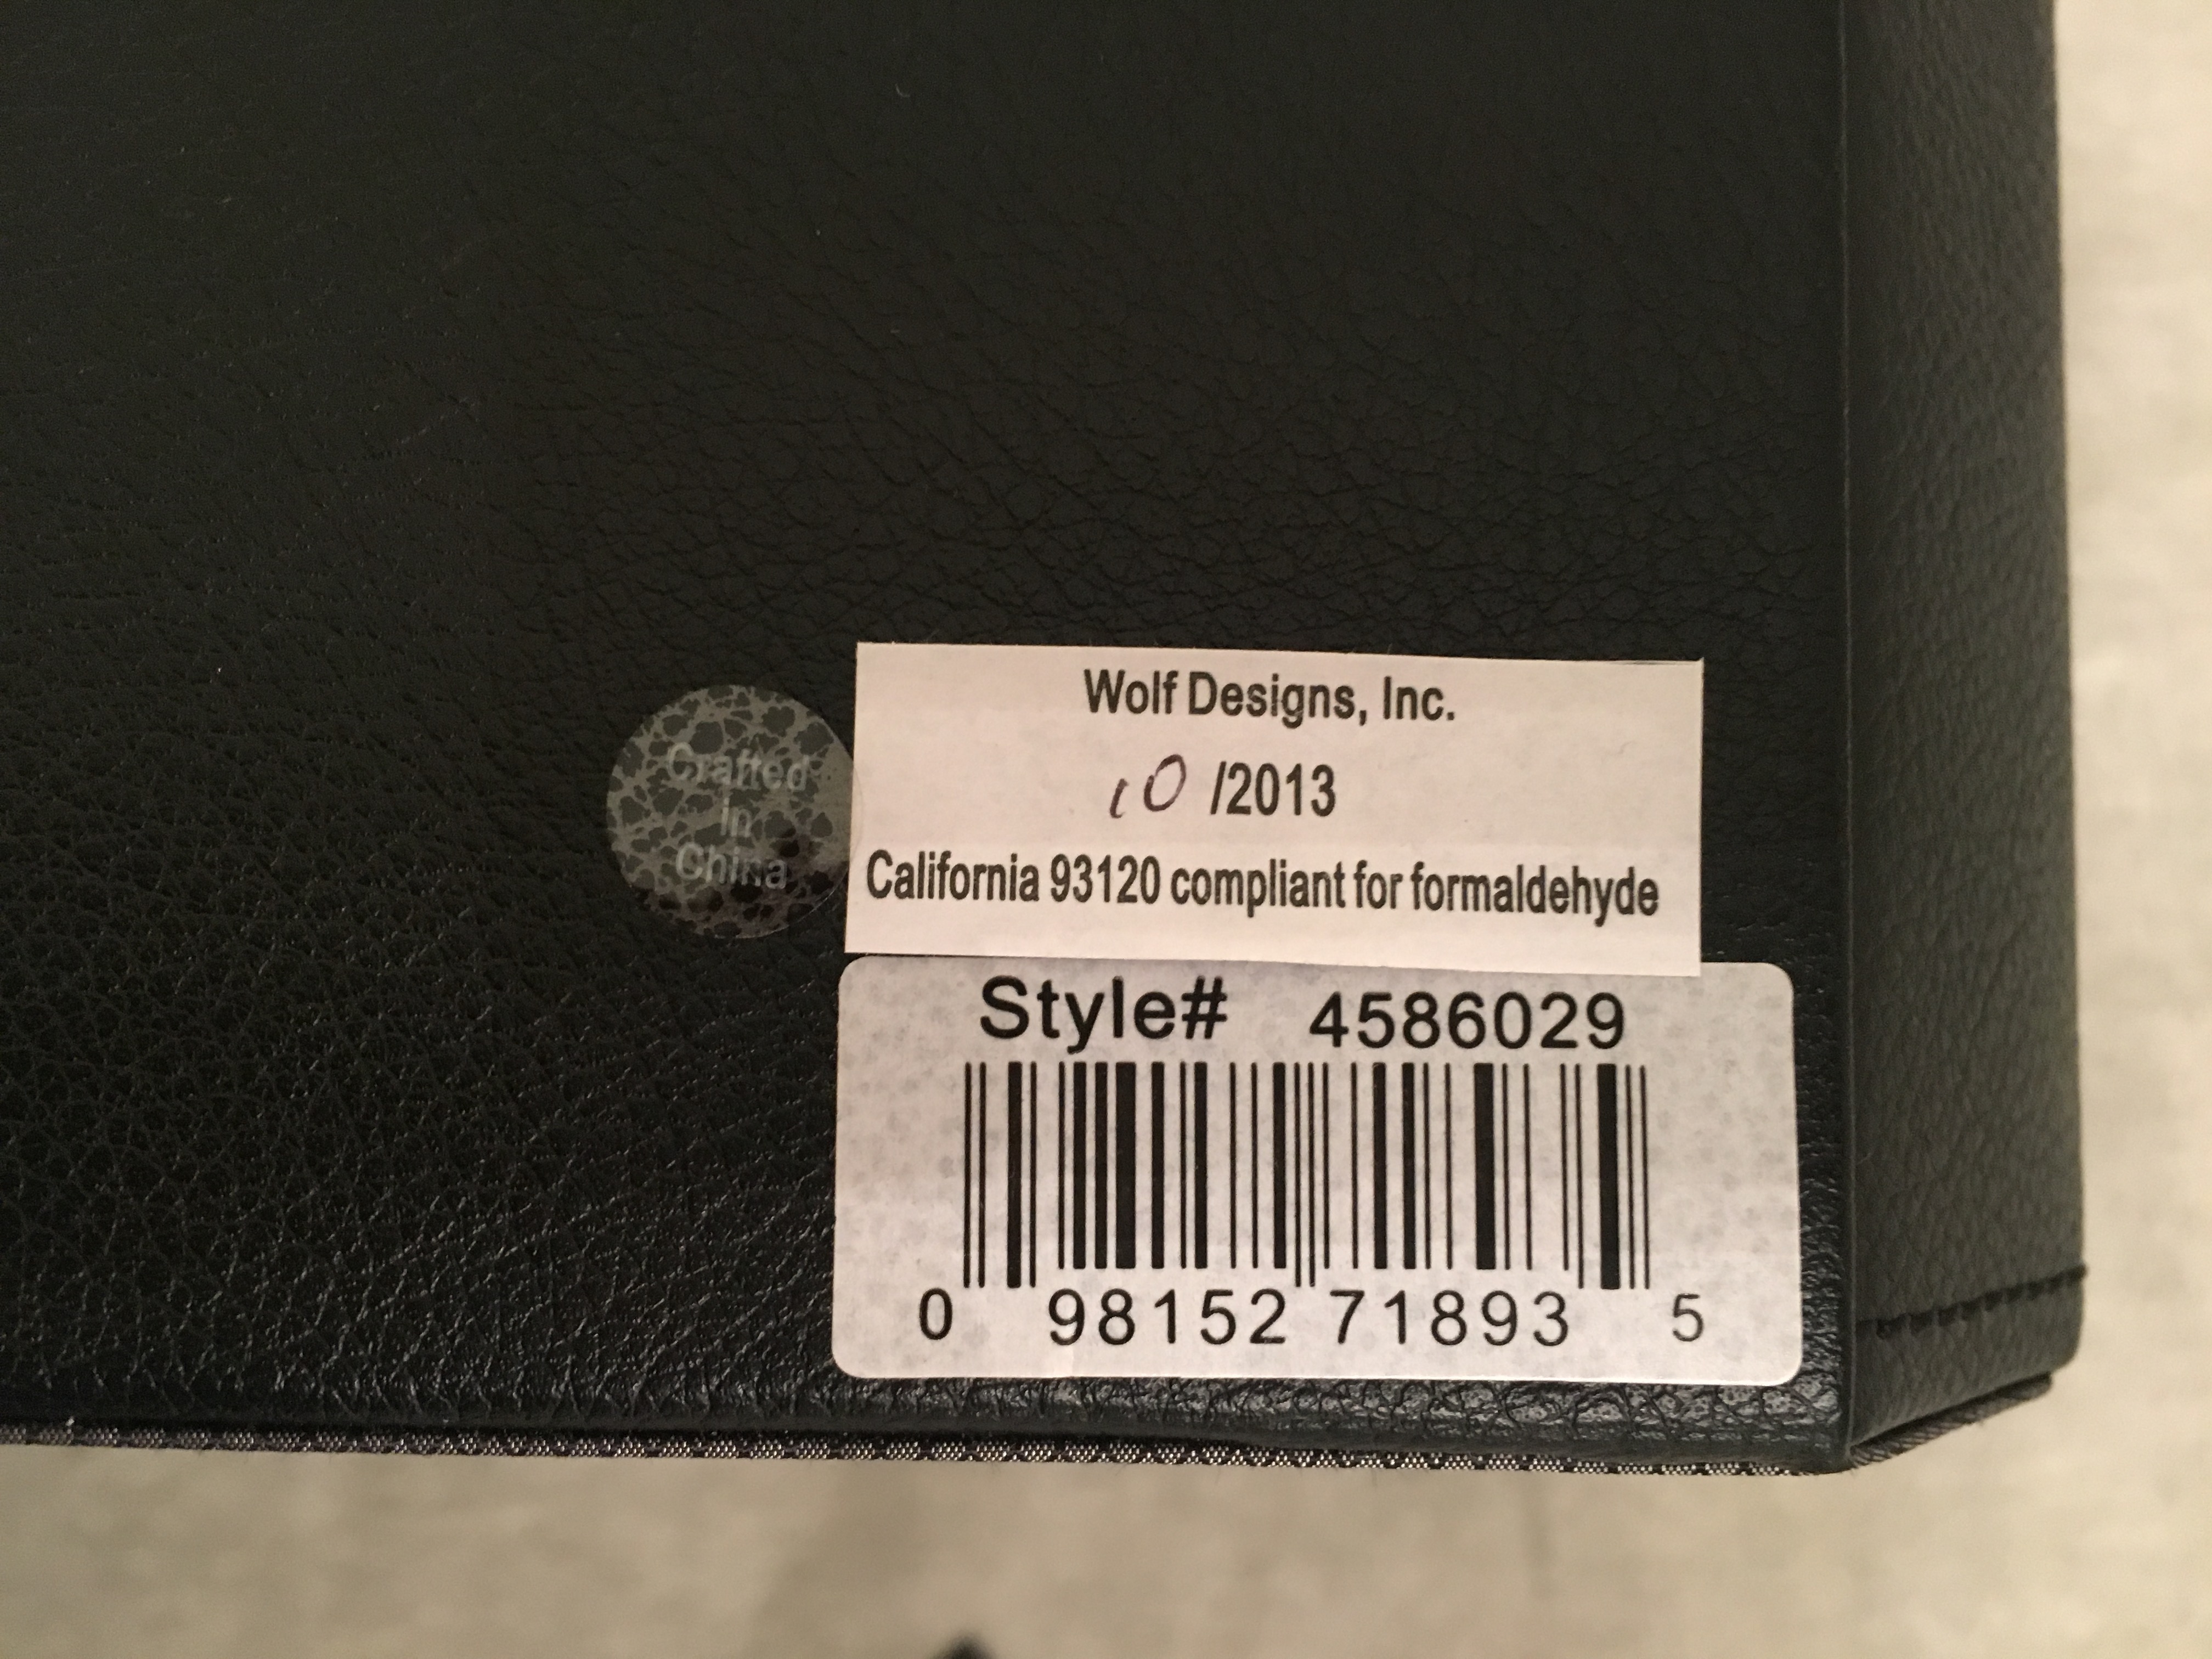 Crafted
in
China
Wolf Designs, Inc.
10 /2013
California 93120 compliant for formaldehyde
Style# 4586029
0 98152 71893 5